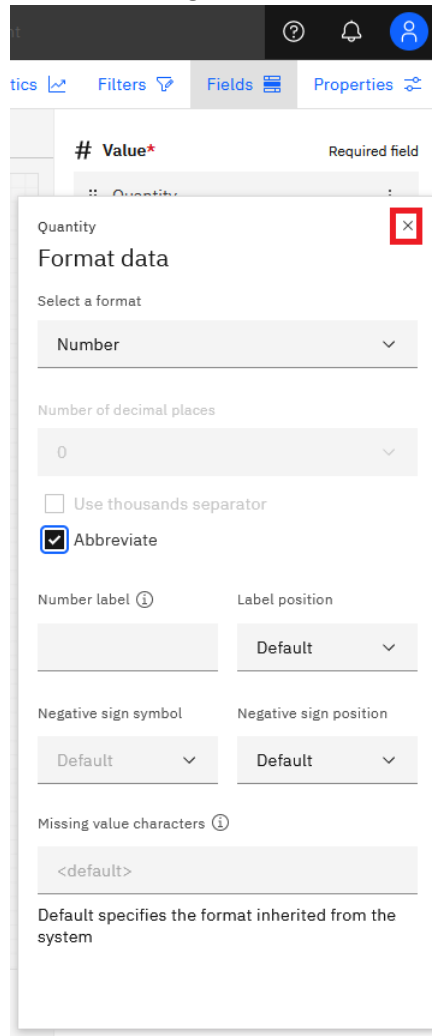 tics Filters Fields Properties
# Value* Required field
Quantity
Quantity
Format data
Select a format
Number
Number of decimal places
0
Use thousands separator
Abbreviate
Number label Label position
Default
Negative sign symbol Negative sign position
Default Default
Missing value characters
<default>
Default specifies the format inherited from the
system